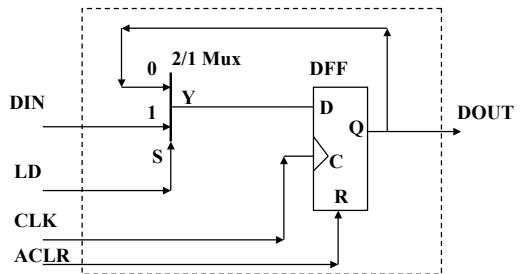 0 2/1 Mux DFF
DIN 1 Y D Q DOUT
S C
LD
CLK R
ACLR